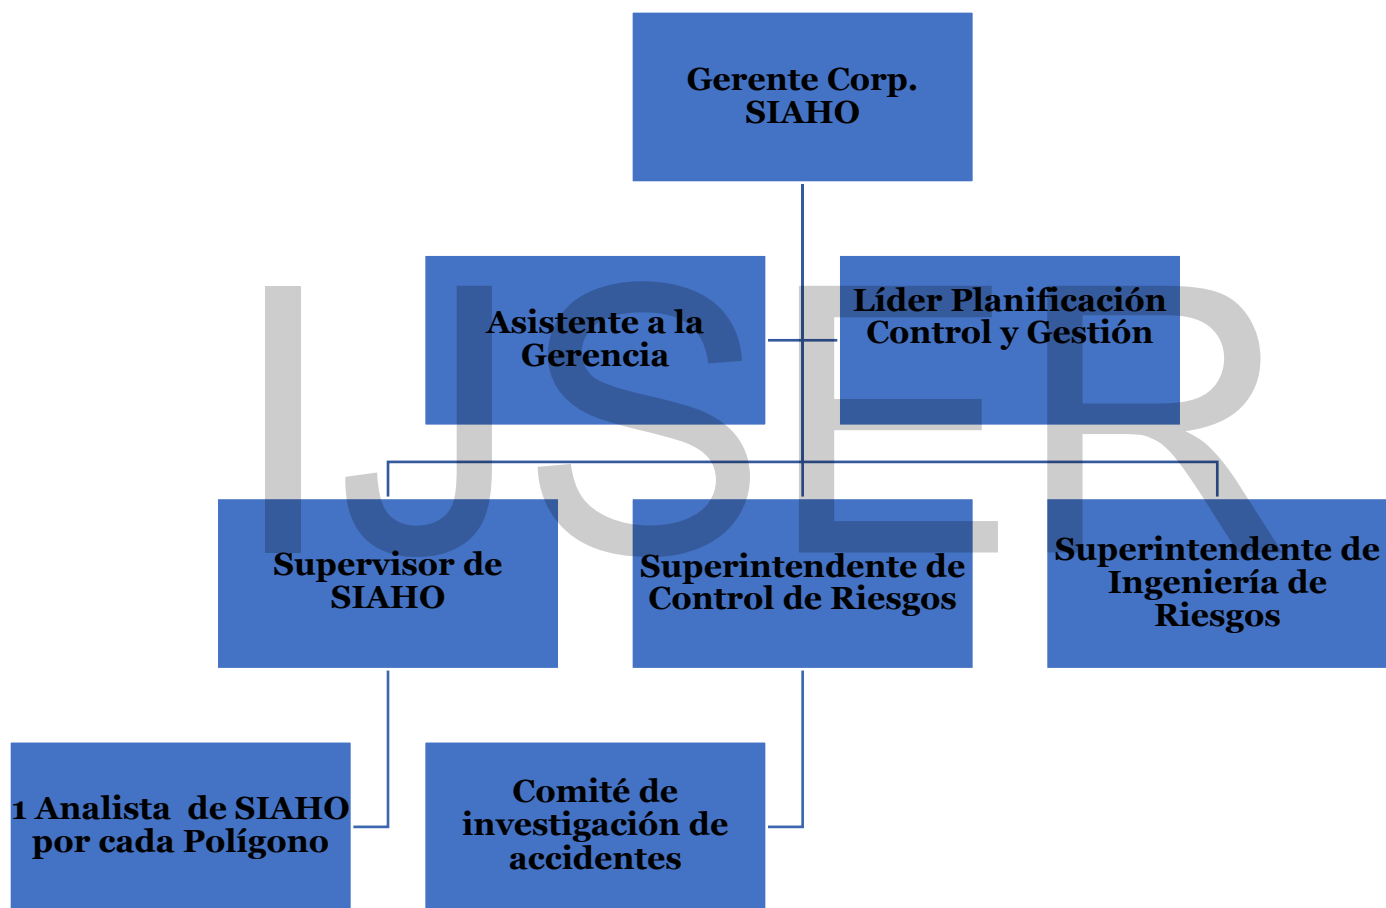 Gerente Corp.
SIAHO
Asistente a la
Gerencia
Líder Planificación
Control y Gestión
IJSER
Supervisor de
SIAHO
Superintendente de
Control de Riesgos
Superintendente de
Ingeniería de
Riesgos
1 Analista de SIAHO
por cada Polígono
Comité de
investigación de
accidentes